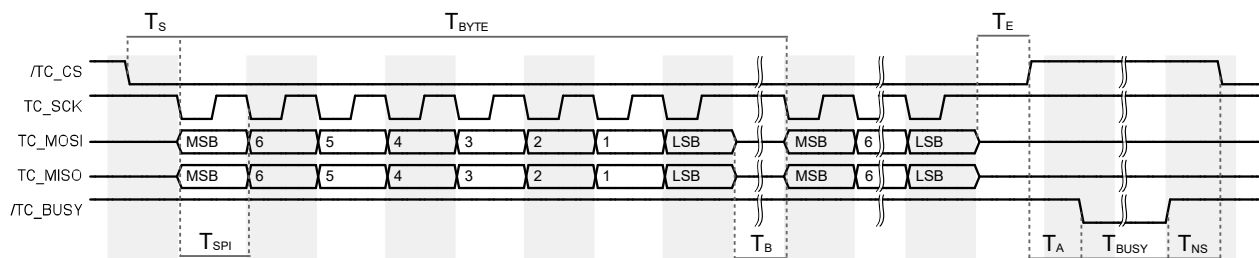 TS TBYTE TE
/TC_CS
TC_SCK
TC_MOSI MSB 6 5 4 3 2 1 LSB MSB 6 LSB
TC_MISO MSB 6 5 4 3 2 1 LSB MSB 6 LSB
/TC_BUSY
TSPI TB TA TBUSY TNS